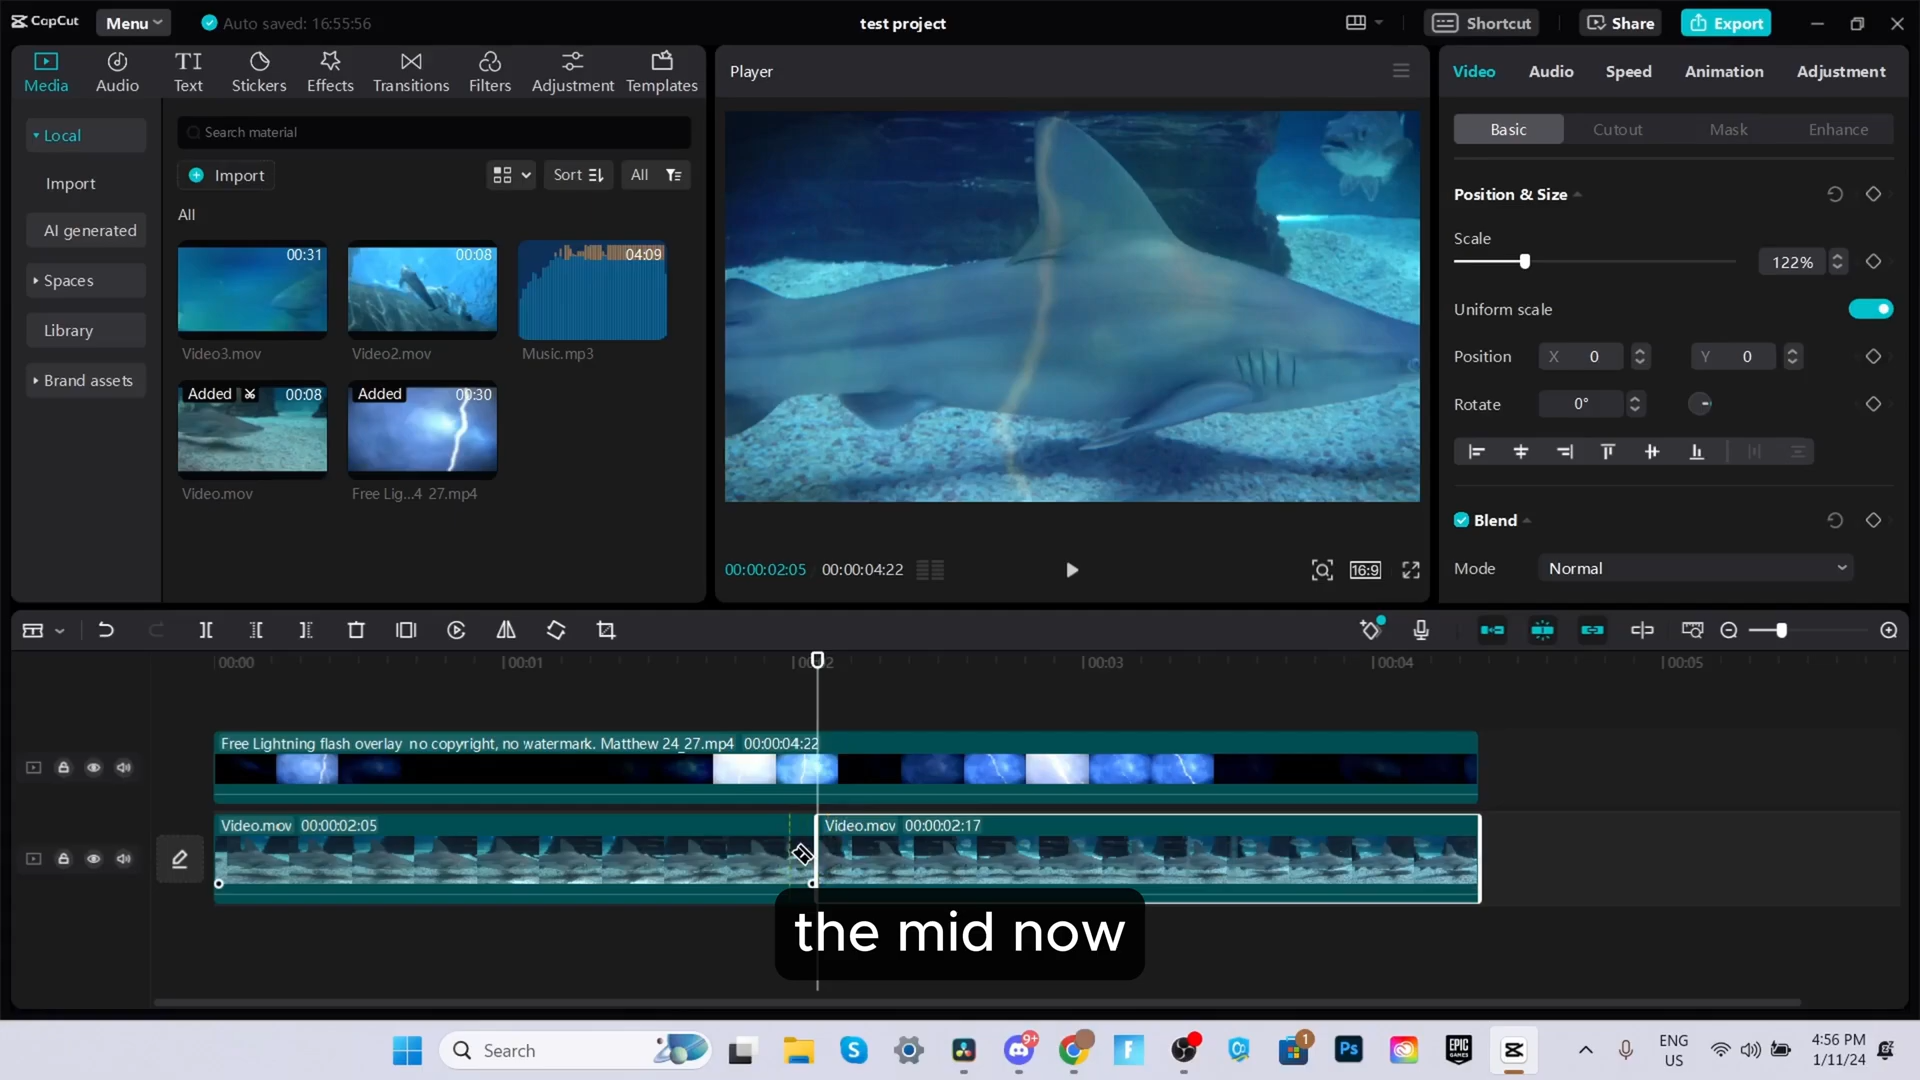 CapCut
Menu
Auto saved: 16:55:56
test project
Shortcut
Share
Export
Media
Audio
Text
Stickers
Effects
Transitions
Filters
Adjustment
Templates
Local
Import
AI generated
Spaces
Library
Brand assets
Search material
Import
Sort
All
All
00:31
Video3.mov
00:08
Video2.mov
04:09
Music.mp3
Added
00:08
Video.mov
Added
00:30
Free Lig...4 27.mp4
Player
00:00:02:05
00:00:04:22
16:9
Video
Audio
Speed
Animation
Adjustment
Basic
Cutout
Mask
Enhance
Position & Size
Scale
122%
Uniform scale
Position
X 0
Y 0
Rotate
0°
Blend
Mode
Normal
00:00
00:01
00:02
00:03
00:04
00:05
Free Lightning flash overlay no copyright, no watermark. Matthew 24_27.mp4 00:00:04:22
Video.mov 00:00:02:05
Video.mov 00:00:02:17
the mid now
Search
9+
1
Ps
EPIC
GAMES
ENG
US
4:56 PM
1/11/24